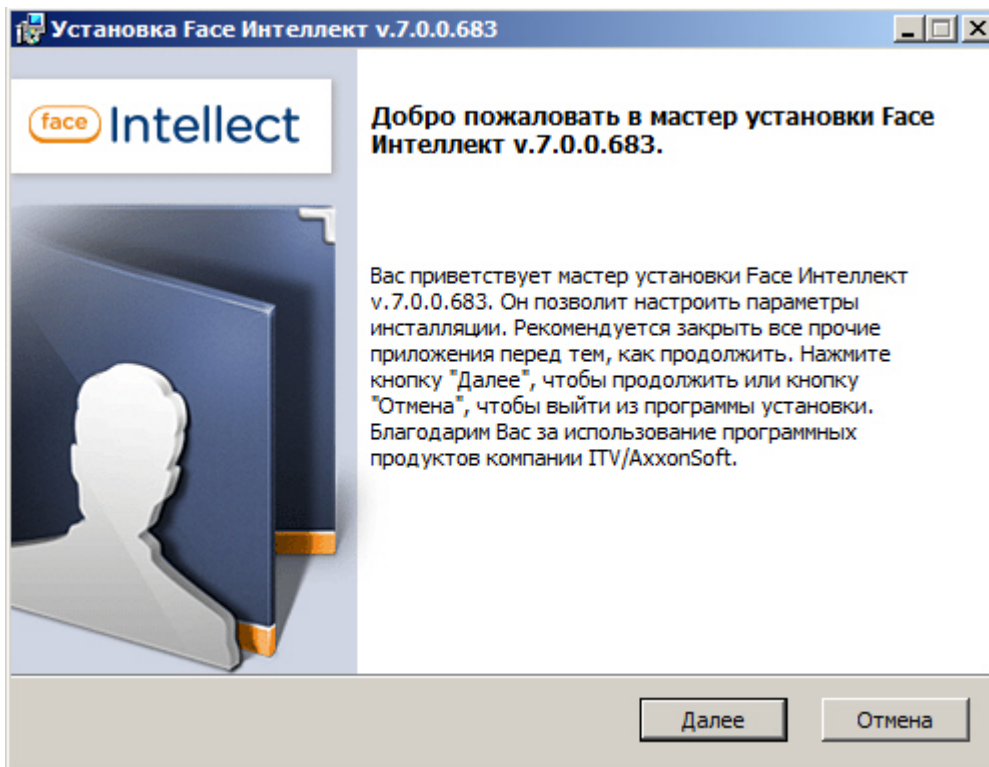 Установка Face Интеллект v.7.0.0.683
face Intellect
Добро пожаловать в мастер установки Face
Интеллект v.7.0.0.683.
Вас приветствует мастер установки Face Интеллект
v.7.0.0.683. Он позволит настроить параметры
инсталляции. Рекомендуется закрыть все прочие
приложения перед тем, как продолжить. Нажмите
кнопку "Далее", чтобы продолжить или кнопку
"Отмена", чтобы выйти из программы установки.
Благодарим Вас за использование программных
продуктов компании ITV/AxxonSoft.
Далее
Отмена